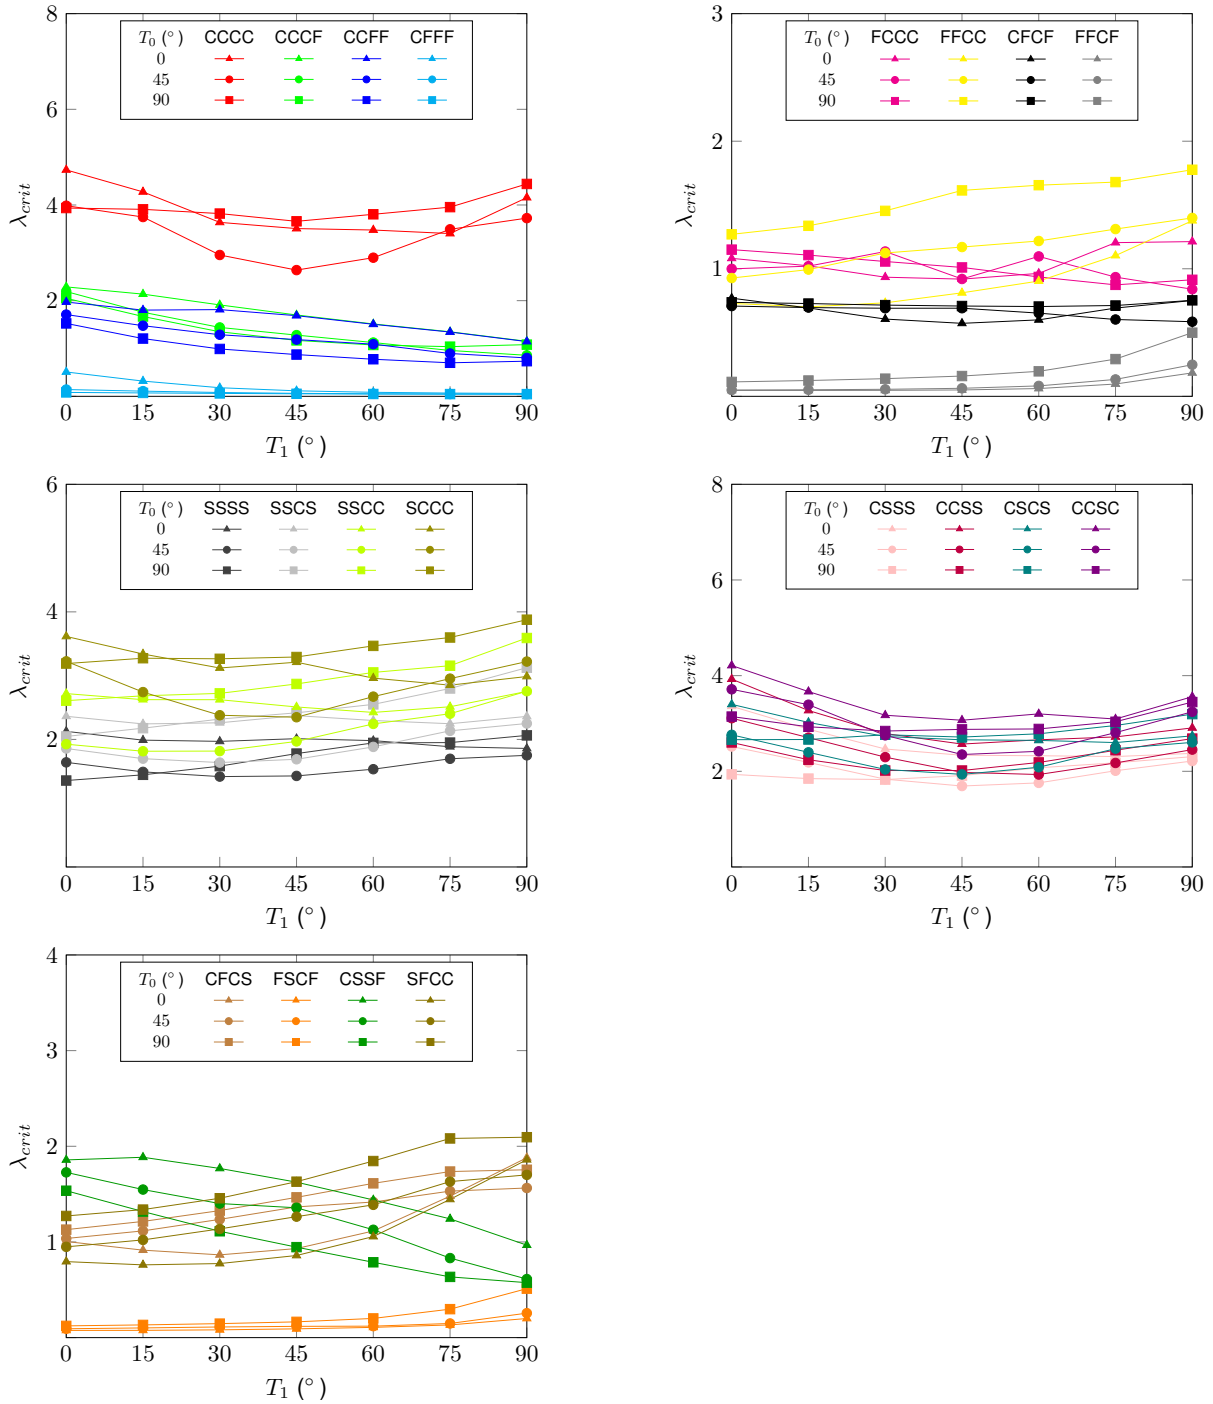 8
6
4
2
λcrit
T0 (°) CCCC CCCF CCFF CFFF
0
45
90
0 15 30 45 60 75 90
T1 (°)
3
2
1
λcrit
T0 (°) FCCC FFCC CFCF FFCF
0
45
90
0 15 30 45 60 75 90
T1 (°)
6
4
2
λcrit
T0 (°) SSSS SSCS SSCC SCCC
0
45
90
0 15 30 45 60 75 90
T1 (°)
8
6
4
2
λcrit
T0 (°) CSSS CCSS CSCS CCSC
0
45
90
0 15 30 45 60 75 90
T1 (°)
4
3
2
1
λcrit
T0 (°) CFCS FSCF CSSF SFCC
0
45
90
0 15 30 45 60 75 90
T1 (°)